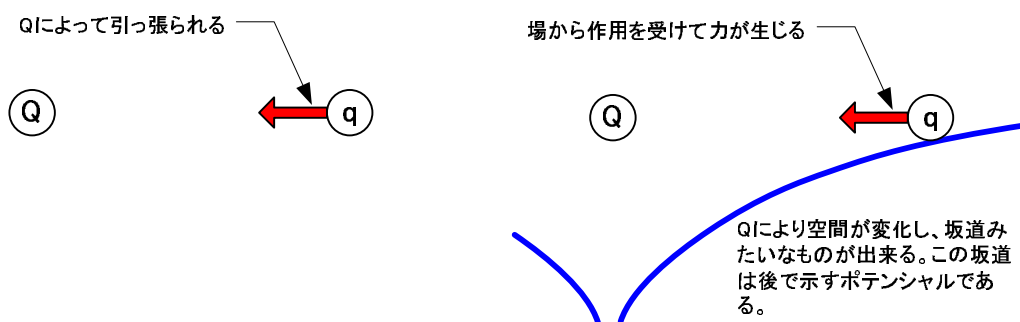 Qによって引っ張られる
Q
q
場から作用を受けて力が生じる
Q
q
Qにより空間が変化し、坂道み
たいなものが出来る。この坂道
は後で示すポテンシャルであ
る。